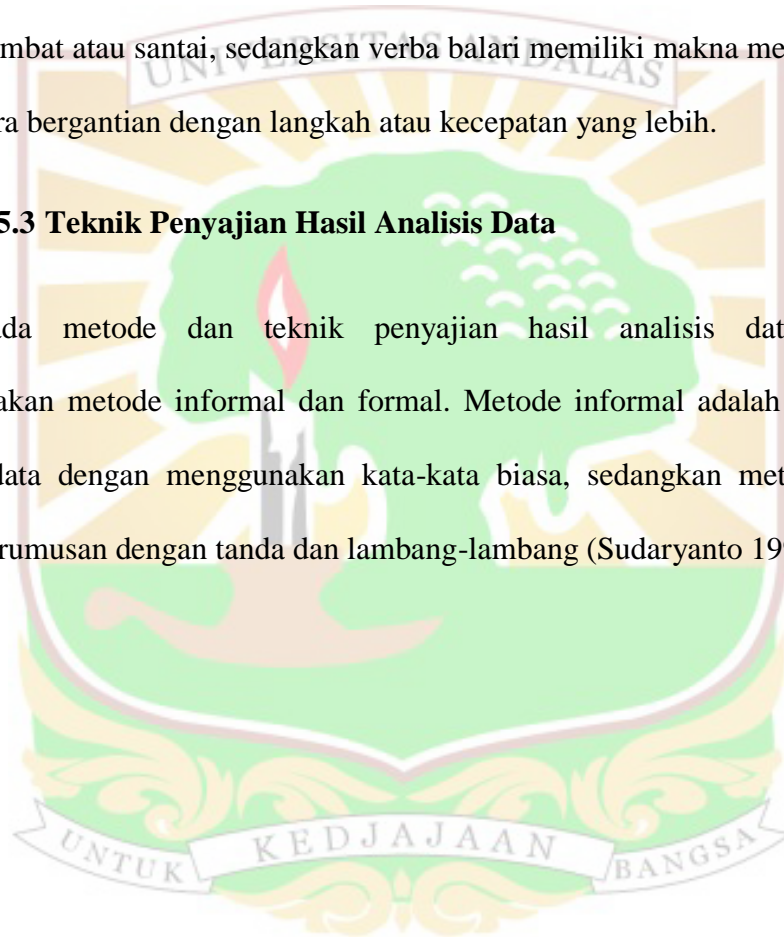 mbat atau santai, sedangkan verba balari memiliki makna me
UNIVERSITAS ANDALAS
ra bergantian dengan langkah atau kecepatan yang lebih.
5.3 Teknik Penyajian Hasil Analisis Data
ada metode dan teknik penyajian hasil analisis dat
akan metode informal dan formal. Metode informal adalah
data dengan menggunakan kata-kata biasa, sedangkan met
rumusan dengan tanda dan lambang-lambang (Sudaryanto 19
UNTUK KEDJAJAAN BANGSA